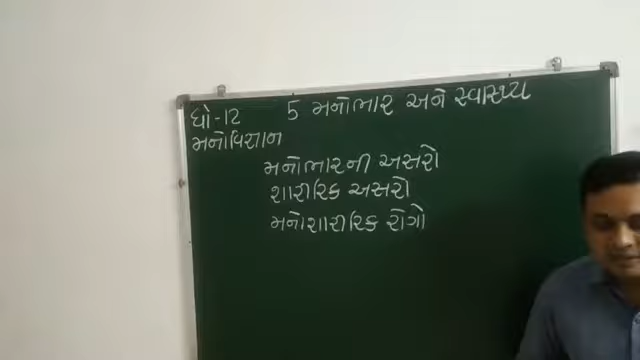 ધો-12 5 મનોભાર અને સ્વાસ્થ્ય
મનોવિજ્ઞાન
મનોભારની અસરો
શારીરિક અસરો
મનોશારીરિક રોગો